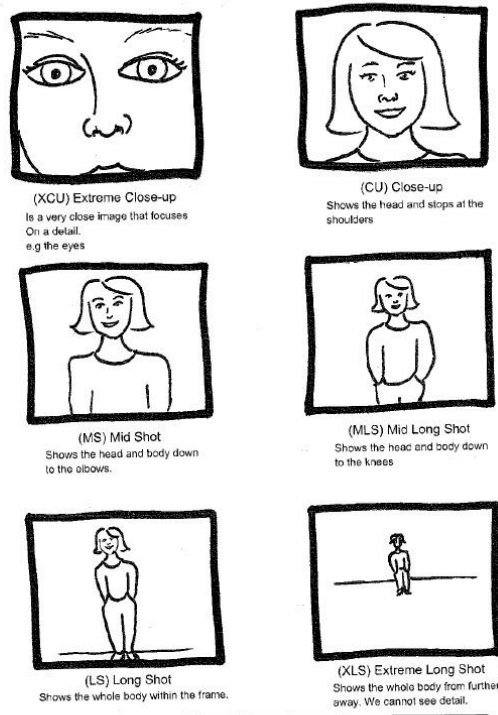 (XCU) Extreme Close-up
Is a very close image that focuses
On a detail.
e.g the eyes
(CU) Close-up
Shows the head and stops at the
shoulders
(MS) Mid Shot
Shows the head and body down
to the elbows.
(MLS) Mid Long Shot
Shows the head and body down
to the knees
(LS) Long Shot
Shows the whole body within the frame.
(XLS) Extreme Long Shot
Shows the whole body from further
away. We cannot see detail.